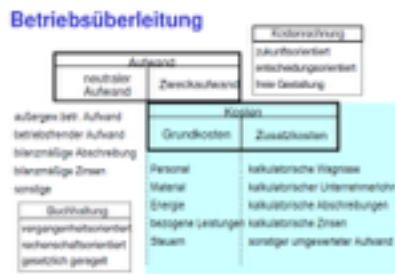 Betriebsüberleitung
Kostenrechnung
zukunftsorientiert
entscheidungsorientiert
freie Gestaltung
Aufwand
neutraler Aufwand
Zweckaufwand
Kosten
Grundkosten
Zusatzkosten
außergew. betr. Aufwand
betriebsfremder Aufwand
bilanzmäßige Abschreibung
bilanzmäßige Zinsen
sonstige
Personal
Material
Energie
bezogene Leistungen
Steuern
kalkulatorische Wagnisse
kalkulatorischer Unternehmerlohn
kalkulatorische Abschreibungen
kalkulatorische Zinsen
sonstiger ungewerteter Aufwand
Buchhaltung
vergangenheitsorientiert
rechenschaftsorientiert
gesetzlich geregelt